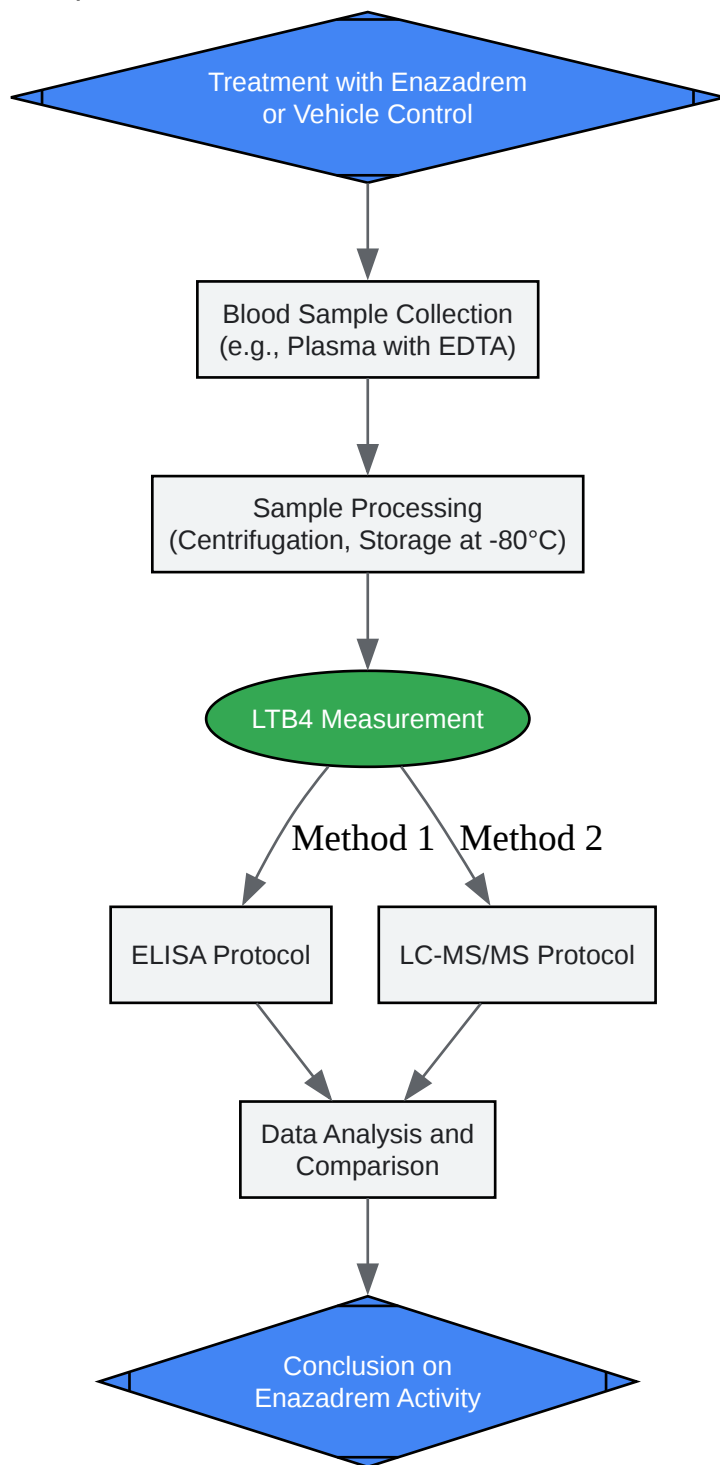 Treatment with Enazadrem
or Vehicle Control
Blood Sample Collection
(e.g., Plasma with EDTA)
Sample Processing
(Centrifugation, Storage at -80°C)
LTB4 Measurement
Method 1
Method 2
ELISA Protocol
LC-MS/MS Protocol
Data Analysis and
Comparison
Conclusion on
Enazadrem Activity